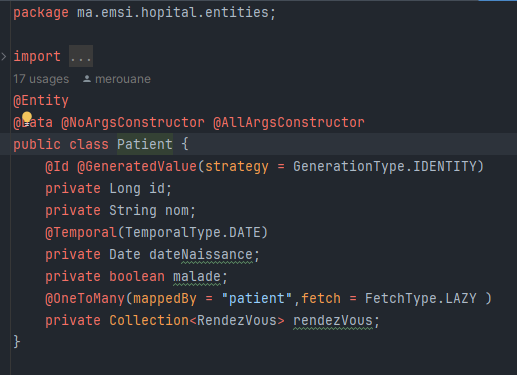 package ma.emsi.hopital.entities;
import ...
17 usages merouane
@Entity
@Data @NoArgsConstructor @AllArgsConstructor
public class Patient {
@Id @GeneratedValue(strategy = GenerationType.IDENTITY)
private Long id;
private String nom;
@Temporal(TemporalType.DATE)
private Date dateNaissance;
private boolean malade;
@OneToMany(mappedBy = "patient",fetch = FetchType.LAZY )
private Collection<RendezVous> rendezVous;
}